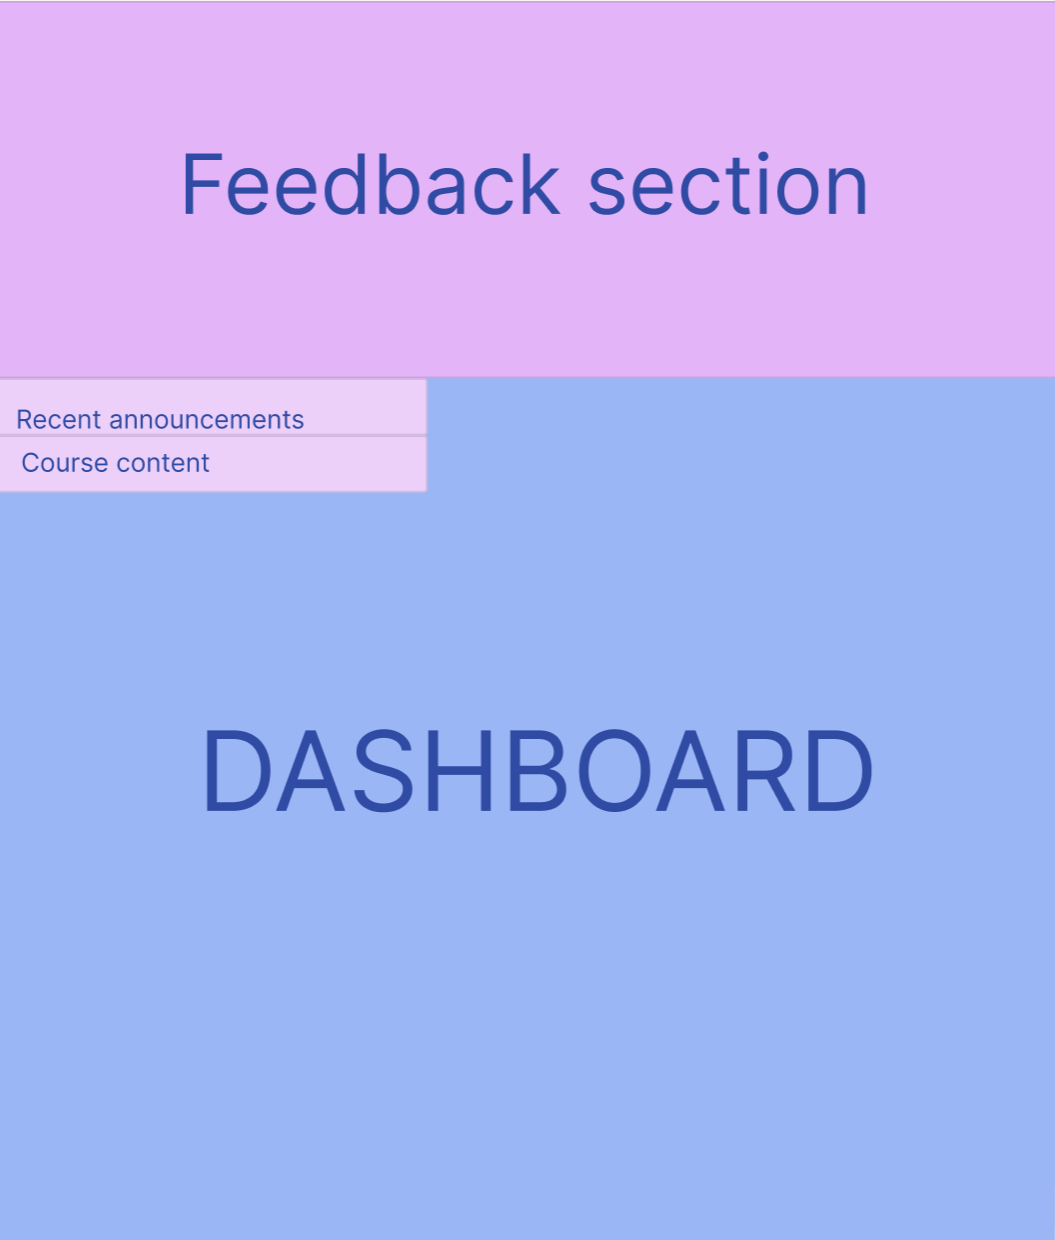 Feedback section
Recent announcements
Course content
DASHBOARD